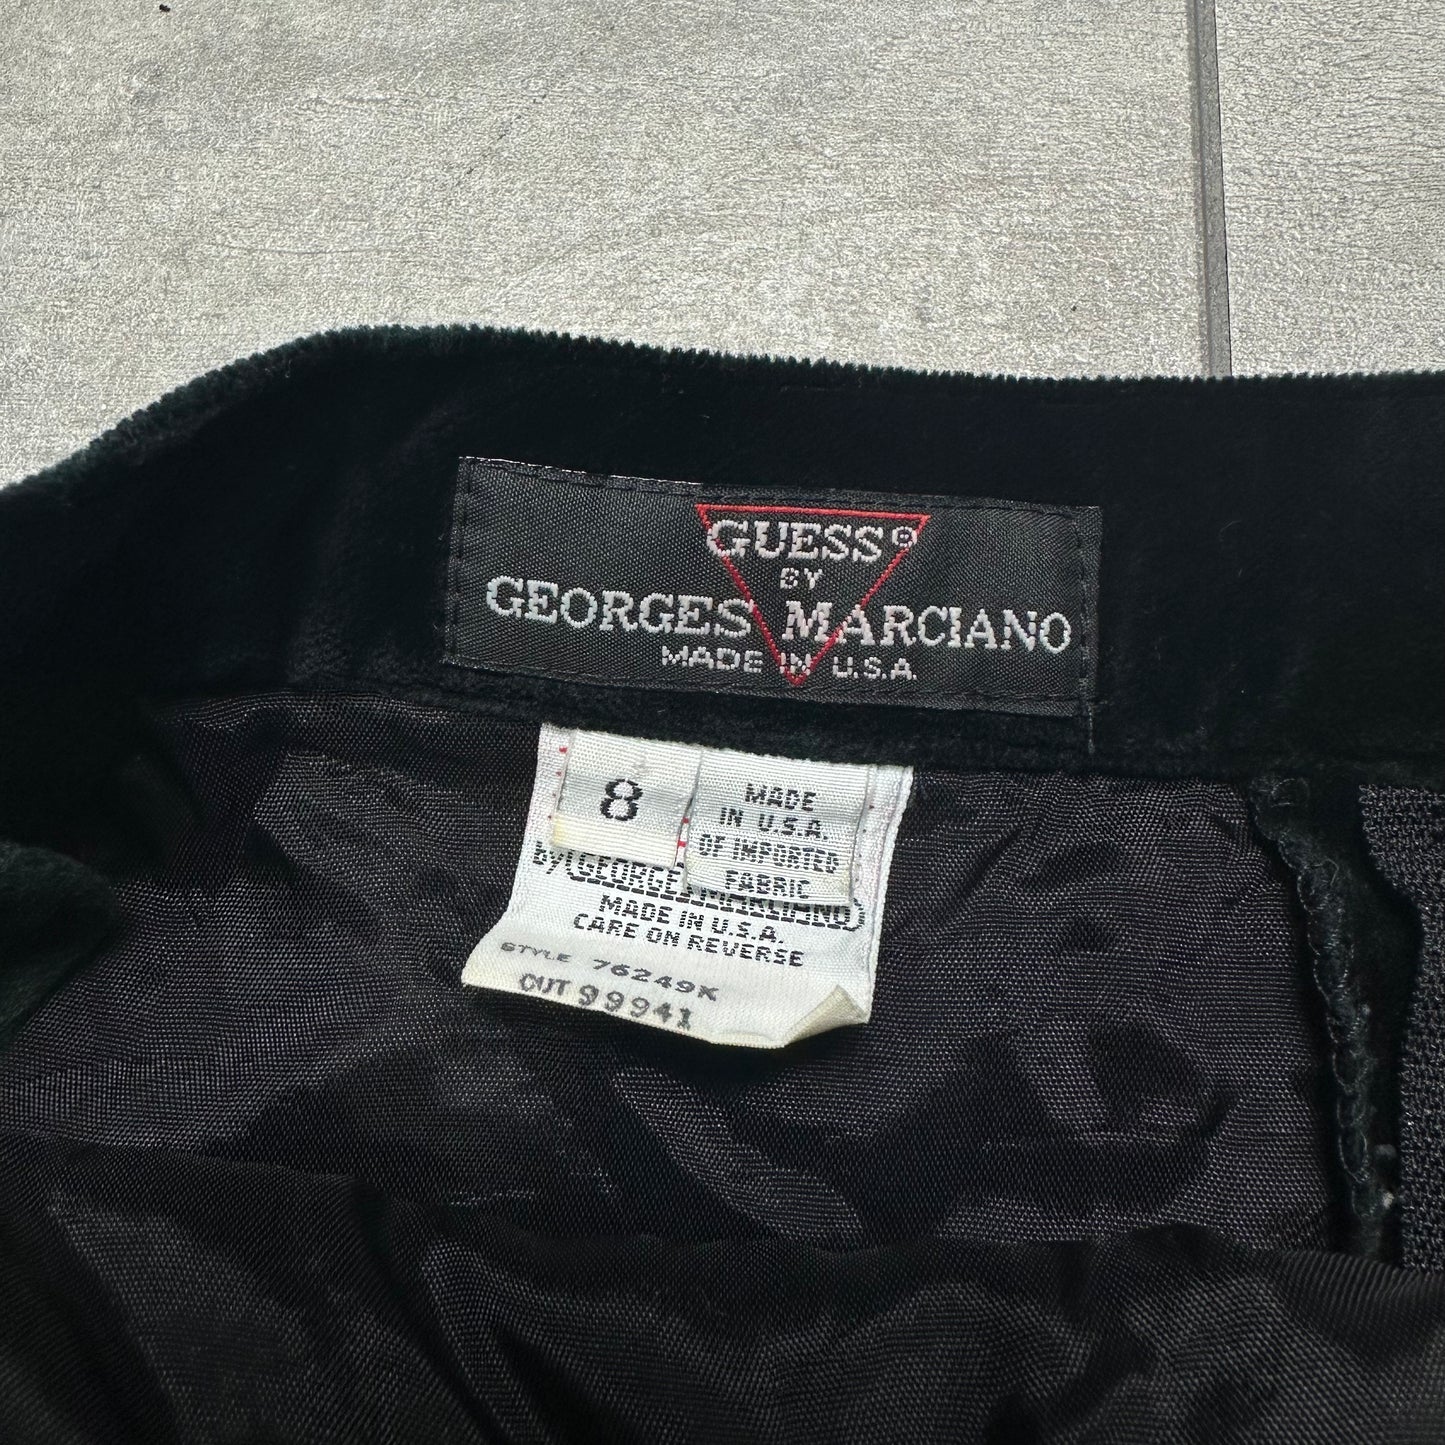 GUESS®
BY
GEORGES MARCIANO
MADE IN U.S.A.
8
MADE
IN U.S.A.
OF IMPORTED
FABRIC
BY (GEORGES MARCIANO)
MADE IN U.S.A.
CARE ON REVERSE
STYLE 76249K
CUT 99941